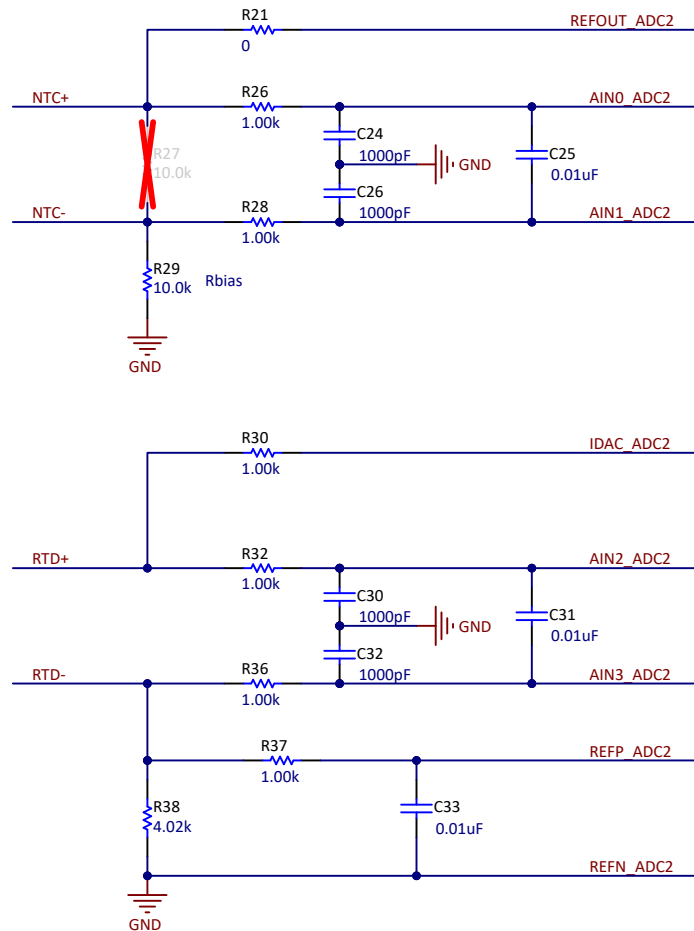 R21
0
REFOUT_ADC2
NTC+
R26
1.00k
AIN0_ADC2
R27
10.0k
C24
1000pF
GND
C25
0.01uF
C26
1000pF
NTC-
R28
1.00k
AIN1_ADC2
R29
10.0k
Rbias
GND
R30
1.00k
IDAC_ADC2
RTD+
R32
1.00k
AIN2_ADC2
C30
1000pF
GND
C31
0.01uF
C32
1000pF
RTD-
R36
1.00k
AIN3_ADC2
R37
1.00k
REFP_ADC2
R38
4.02k
C33
0.01uF
REFN_ADC2
GND